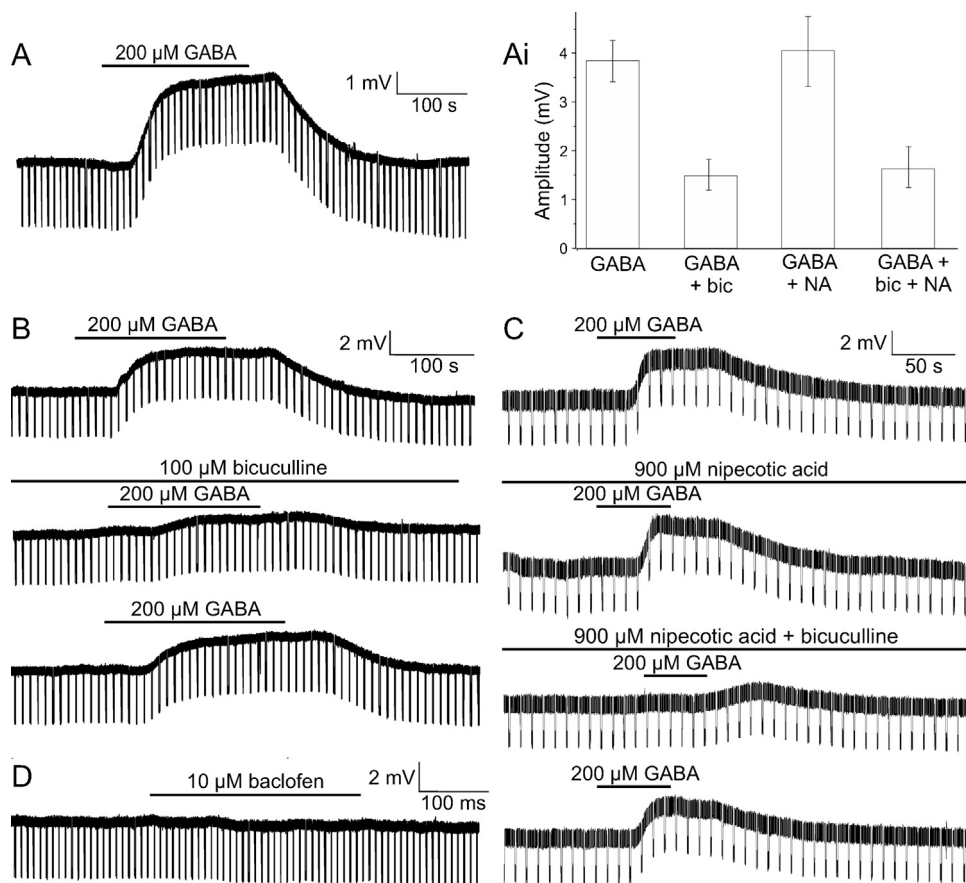 A
200 µM GABA
1 mV
100 s
Ai
Amplitude (mV)
4
3
2
1
0
GABA
GABA
+ bic
GABA
+ NA
GABA +
bic + NA
B
200 µM GABA
2 mV
100 s
100 µM bicuculline
200 µM GABA
200 µM GABA
C
200 µM GABA
2 mV
50 s
900 µM nipecotic acid
200 µM GABA
900 µM nipecotic acid + bicuculline
200 µM GABA
200 µM GABA
D
10 µM baclofen
2 mV
100 ms